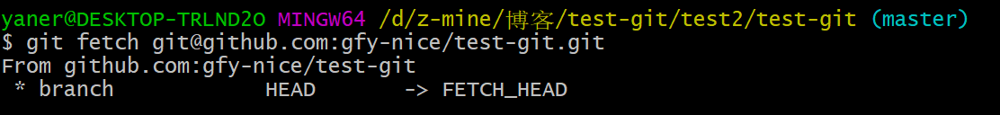 yaner@DESKTOP-TRLND2O MINGW64 /d/z-mine/博客/test-git/test2/test-git (master)
$ git fetch git@github.com:gfy-nice/test-git.git
From github.com:gfy-nice/test-git
 * branch            HEAD       -> FETCH_HEAD